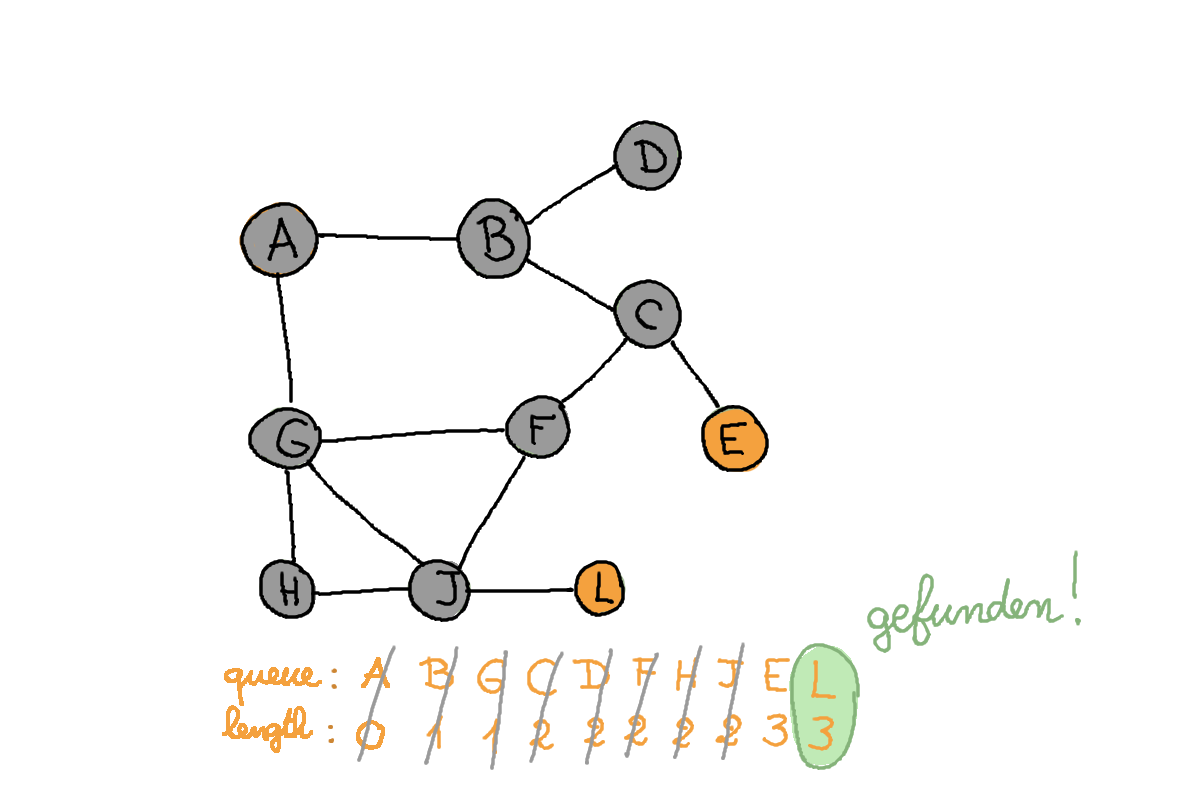 D
A B
C
G F E
H J L
gefunden!
queue: A B G C D F H J E L
length: 0 1 1 2 2 2 2 2 3 3